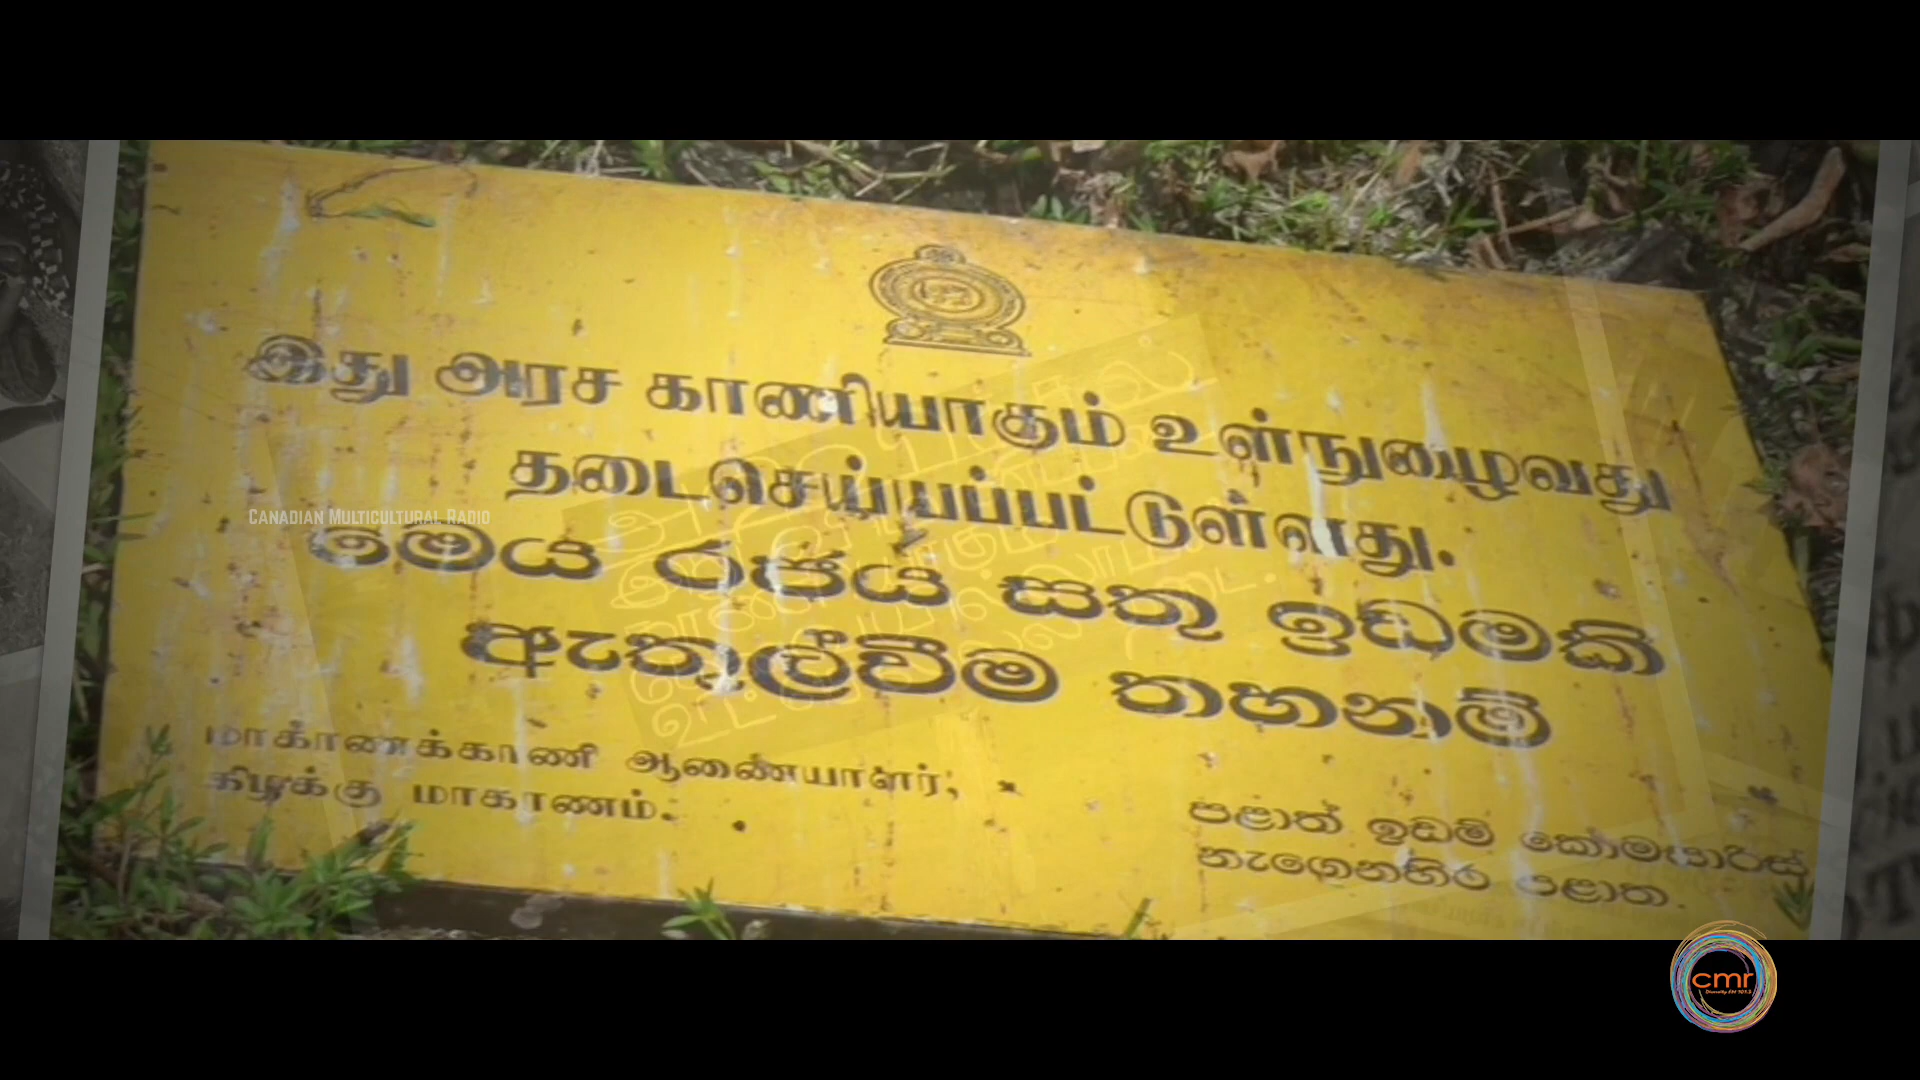 இது அரச காணியாகும் உள்நுழைவது
தடைசெய்யப்பட்டுள்ளது.
Canadian Multicultural Radio
මෙය රජය සතු ඉඩමකි
ඇතුල්වීම තහනම්
மாகாணக்காணி ஆணையாளர்,
கிழக்கு மாகாணம்.
පළාත් ඉඩම් කොමසාරිස්
නැගෙනහිර පළාත.
cmr